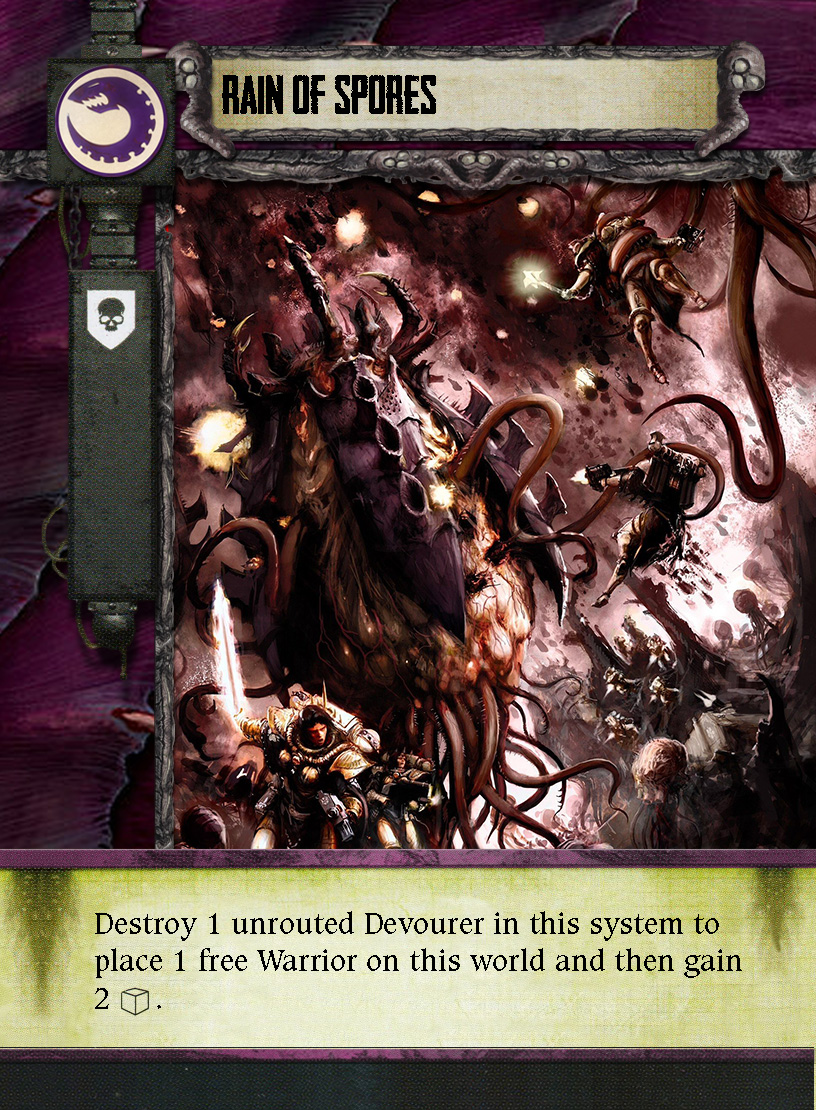 RAIN OF SPORES
Destroy 1 unrouted Devourer in this system to
place 1 free Warrior on this world and then gain
2 .